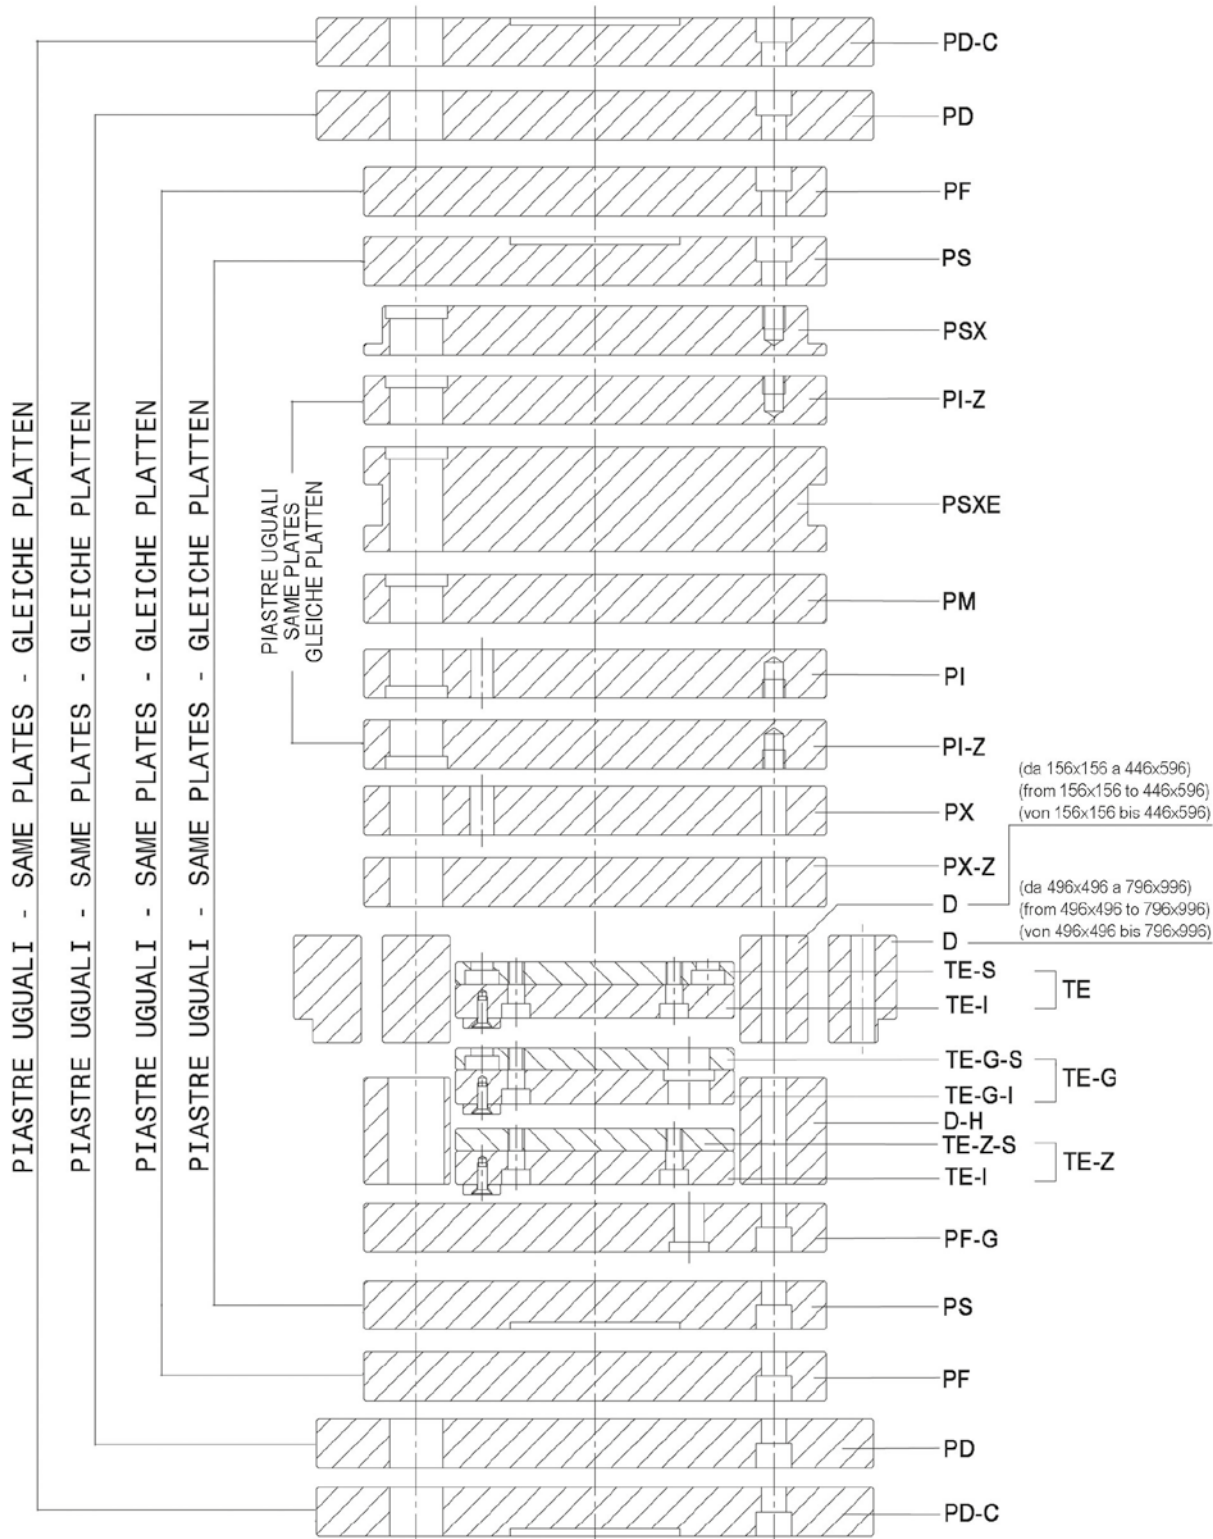 PD-C
PD
PF
PS
PSX
PI-Z
PSXE
PM
PI
PI-Z
PX
PX-Z
D
D
TE-S
TE-I
TE
TE-G-S
TE-G-I
TE-G
D-H
TE-Z-S
TE-I
TE-Z
PF-G
PS
PF
PD
PD-C
(da 156x156 a 446x596)
(from 156x156 to 446x596)
(von 156x156 bis 446x596)
(da 496x496 a 796x996)
(from 496x496 to 796x996)
(von 496x496 bis 796x996)
PIASTRE UGUALI - SAME PLATES - GLEICHE PLATTEN
PIASTRE UGUALI - SAME PLATES - GLEICHE PLATTEN
PIASTRE UGUALI - SAME PLATES - GLEICHE PLATTEN
PIASTRE UGUALI - SAME PLATES - GLEICHE PLATTEN
PIASTRE UGUALI
SAME PLATES
GLEICHE PLATTEN